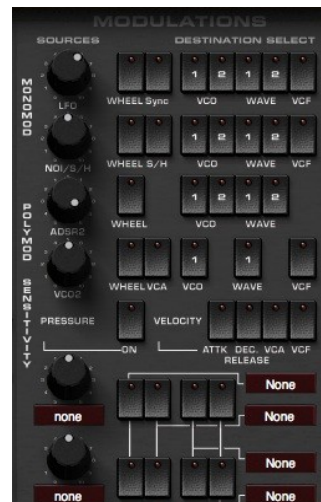 MODULATIONS
SOURCES DESTINATION SELECT
MONOMOD
1 2 1 2
LFO WHEEL Sync VCO WAVE VCF
1 2 1 2
NOI/S/H WHEEL S/H VCO WAVE VCF
POLYMOD
1 2 1 2
ADSR2 WHEEL VCO WAVE
1 1
VCO2 WHEEL VCA VCO WAVE VCF
SENSITIVITY
PRESSURE VELOCITY
ON ATTK DEC. VCA VCF
RELEASE
None
none None
None
none None